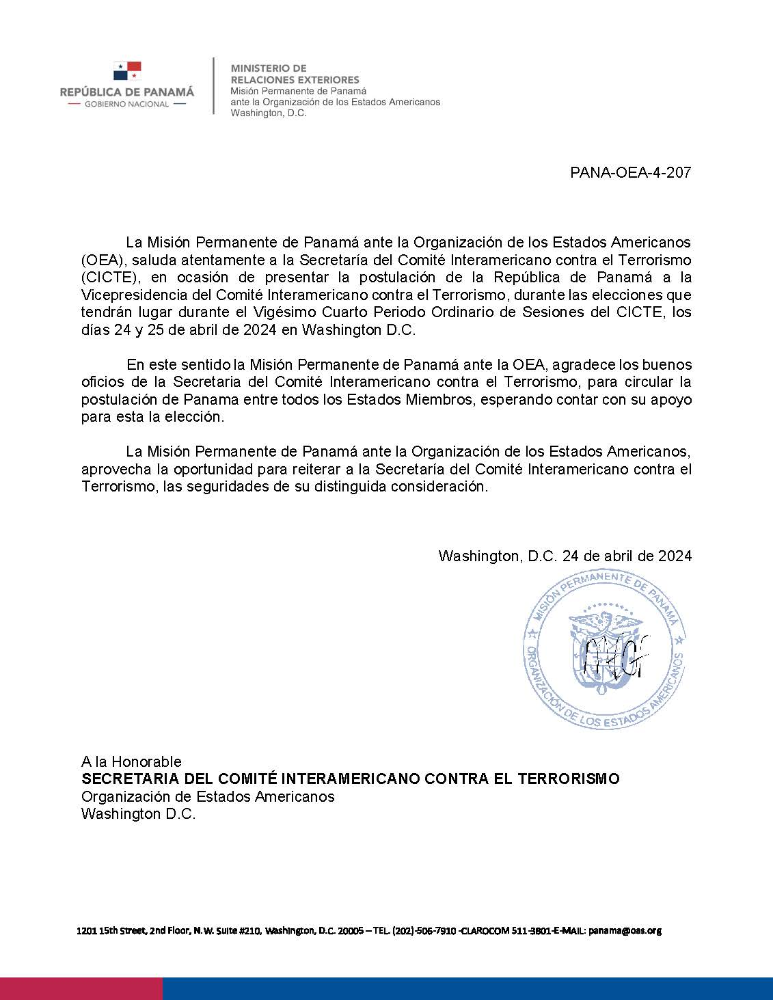 REPÚBLICA DE PANAMÁ
— GOBIERNO NACIONAL —
MINISTERIO DE
RELACIONES EXTERIORES
Misión Permanente de Panamá
ante la Organización de los Estados Americanos
Washington, D.C.
PANA-OEA-4-207
La Misión Permanente de Panamá ante la Organización de los Estados Americanos
(OEA), saluda atentamente a la Secretaría del Comité Interamericano contra el Terrorismo
(CICTE), en ocasión de presentar la postulación de la República de Panamá a la
Vicepresidencia del Comité Interamericano contra el Terrorismo, durante las elecciones que
tendrán lugar durante el Vigésimo Cuarto Periodo Ordinario de Sesiones del CICTE, los
días 24 y 25 de abril de 2024 en Washington D.C.
En este sentido la Misión Permanente de Panamá ante la OEA, agradece los buenos
oficios de la Secretaria del Comité Interamericano contra el Terrorismo, para circular la
postulación de Panama entre todos los Estados Miembros, esperando contar con su apoyo
para esta la elección.
La Misión Permanente de Panamá ante la Organización de los Estados Americanos,
aprovecha la oportunidad para reiterar a la Secretaría del Comité Interamericano contra el
Terrorismo, las seguridades de su distinguida consideración.
Washington, D.C. 24 de abril de 2024
MISIÓN PERMANENTE DE PANAMÁ
ORGANIZACIÓN DE LOS ESTADOS AMERICANOS
A la Honorable
SECRETARIA DEL COMITÉ INTERAMERICANO CONTRA EL TERRORISMO
Organización de Estados Americanos
Washington D.C.
1201 15th Street, 2nd Floor, N.W. Suite #210, Washington, D.C. 20005 – TEL. (202)-506-7910 -CLAROCOM 511-3801-E-MAIL: panama@oas.org